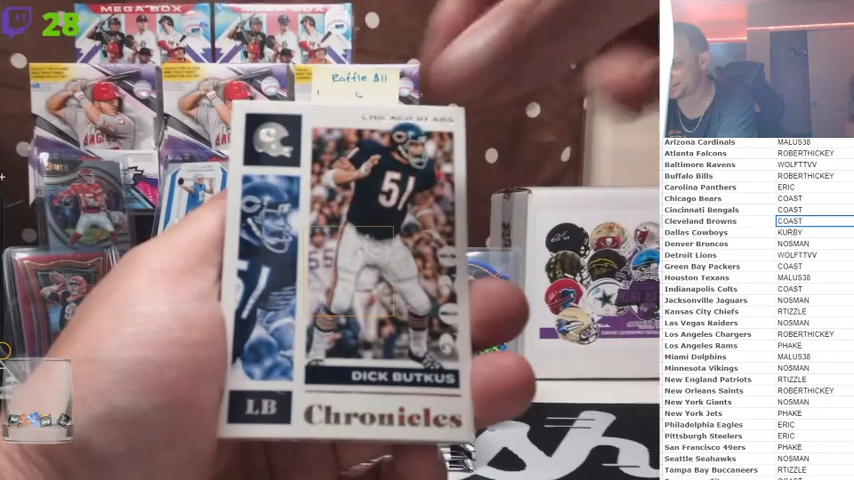 28
MEGA BOX
MEGA BOX
Raffle All
1
CHICAGO BEARS
51
DICK BUTKUS
LB
Chronicles
Arizona Cardinals MALUS38
Atlanta Falcons ROBERTHICKEY
Baltimore Ravens WOLFTTVV
Buffalo Bills ROBERTHICKEY
Carolina Panthers ERIC
Chicago Bears COAST
Cincinnati Bengals COAST
Cleveland Browns COAST
Dallas Cowboys KURBY
Denver Broncos NOSMAN
Detroit Lions WOLFTTVV
Green Bay Packers COAST
Houston Texans MALUS38
Indianapolis Colts COAST
Jacksonville Jaguars NOSMAN
Kansas City Chiefs RTIZZLE
Las Vegas Raiders NOSMAN
Los Angeles Chargers ROBERTHICKEY
Los Angeles Rams PHAKE
Miami Dolphins MALUS38
Minnesota Vikings NOSMAN
New England Patriots RTIZZLE
New Orleans Saints ROBERTHICKEY
New York Giants NOSMAN
New York Jets PHAKE
Philadelphia Eagles ERIC
Pittsburgh Steelers ERIC
San Francisco 49ers PHAKE
Seattle Seahawks NOSMAN
Tampa Bay Buccaneers RTIZZLE